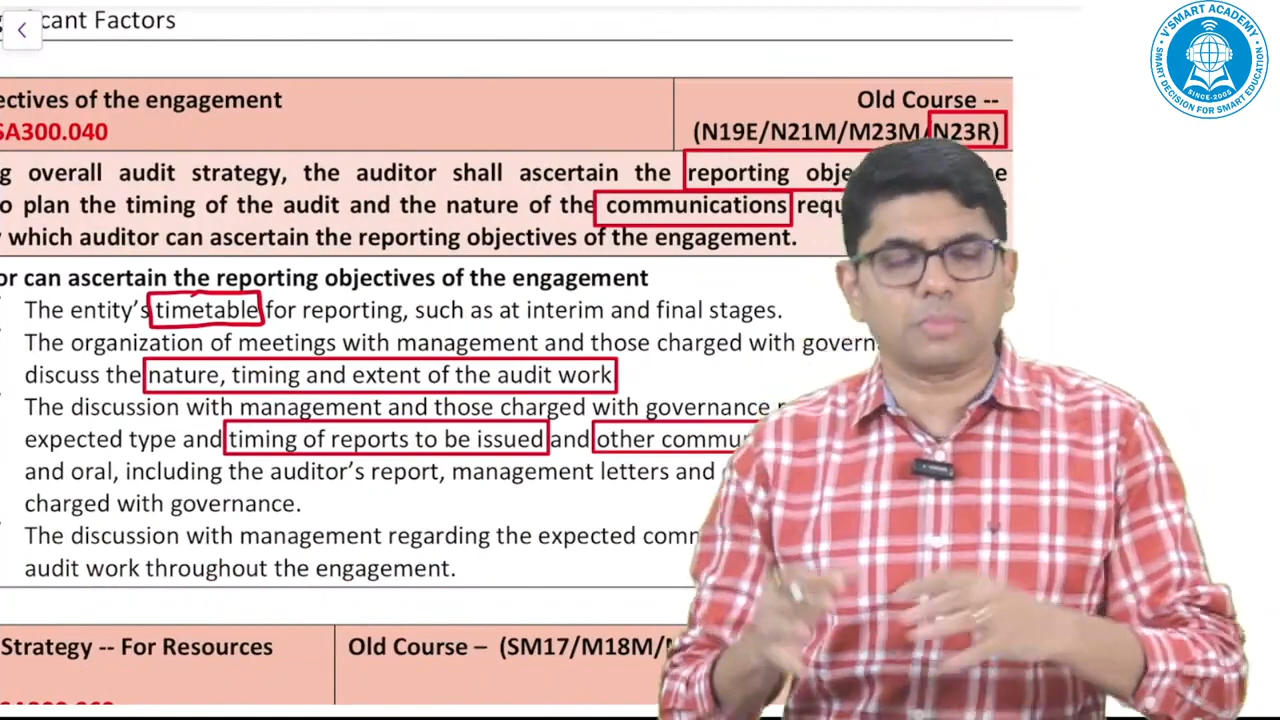 cant Factors
V'SMART ACADEMY
SMART DECISION FOR SMART EDUCATION
SINCE-2005
ectives of the engagement
Old Course --
SA300.040
(N19E/N21M/M23M/N23R)
g overall audit strategy, the auditor shall ascertain the reporting obje
o plan the timing of the audit and the nature of the communications requ
which auditor can ascertain the reporting objectives of the engagement.
or can ascertain the reporting objectives of the engagement
The entity's timetable for reporting, such as at interim and final stages.
The organization of meetings with management and those charged with govern
discuss the nature, timing and extent of the audit work
The discussion with management and those charged with governance
expected type and timing of reports to be issued and other commu
and oral, including the auditor's report, management letters and
charged with governance.
The discussion with management regarding the expected comm
audit work throughout the engagement.
Strategy -- For Resources
Old Course – (SM17/M18M/